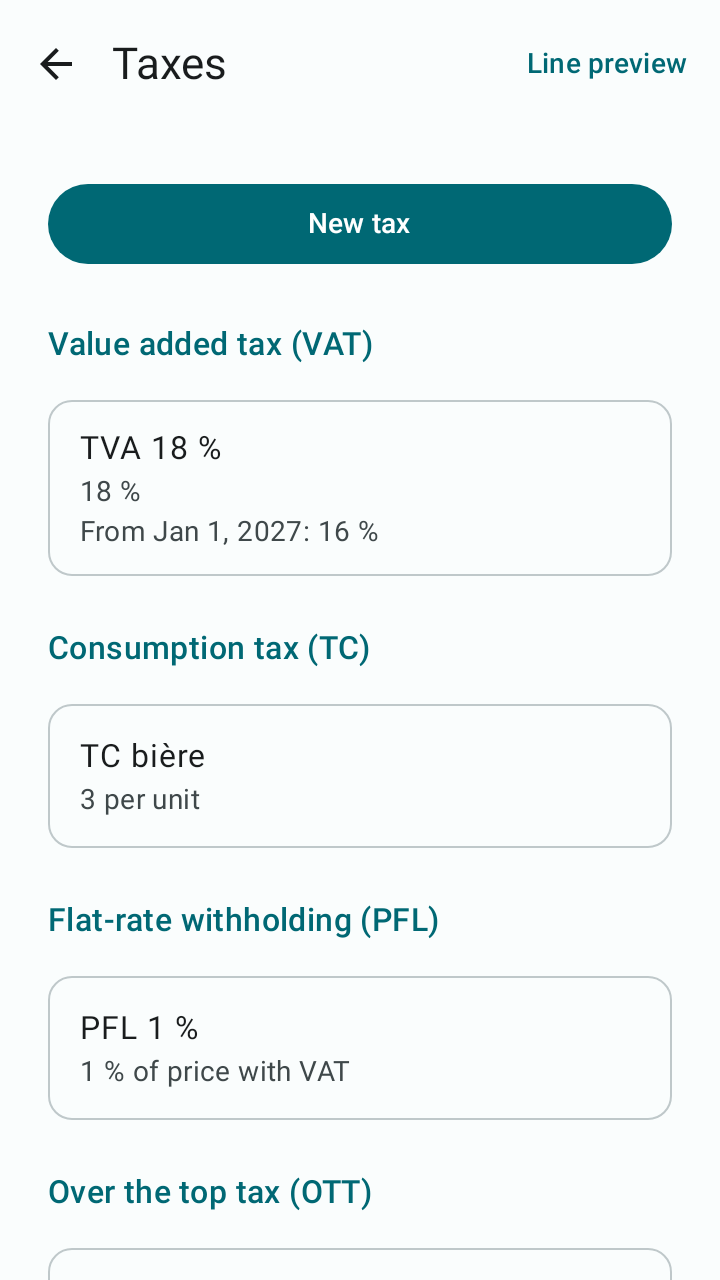 Taxes
Line preview
New tax
Value added tax (VAT)
TVA 18 %
18 %
From Jan 1, 2027: 16 %
Consumption tax (TC)
TC bière
3 per unit
Flat-rate withholding (PFL)
PFL 1 %
1 % of price with VAT
Over the top tax (OTT)